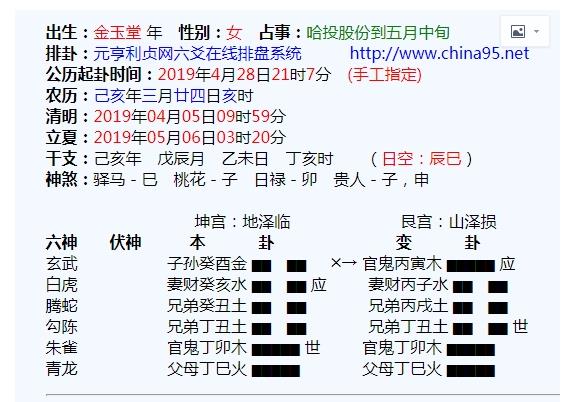 出生：金玉堂 年 性别：女 占事：哈投股份到五月中旬
排卦：元亨利贞网六爻在线排盘系统 http://www.china95.net
公历起卦时间：2019年4月28日21时7分 (手工指定)
农历：己亥年三月廿四日亥时
清明：2019年04月05日09时59分
立夏：2019年05月06日03时20分
干支：己亥年 戊辰月 乙未日 丁亥时 （日空：辰巳）
神煞：驿马－巳 桃花－子 日禄－卯 贵人－子，申
坤宫：地泽临 艮宫：山泽损
六神 伏神 本 卦 变 卦
玄武 子孙癸酉金 ×→ 官鬼丙寅木 应
白虎 妻财癸亥水 应 妻财丙子水
腾蛇 兄弟癸丑土 兄弟丙戌土
勾陈 兄弟丁丑土 兄弟丁丑土 世
朱雀 官鬼丁卯木 世 官鬼丁卯木
青龙 父母丁巳火 父母丁巳火